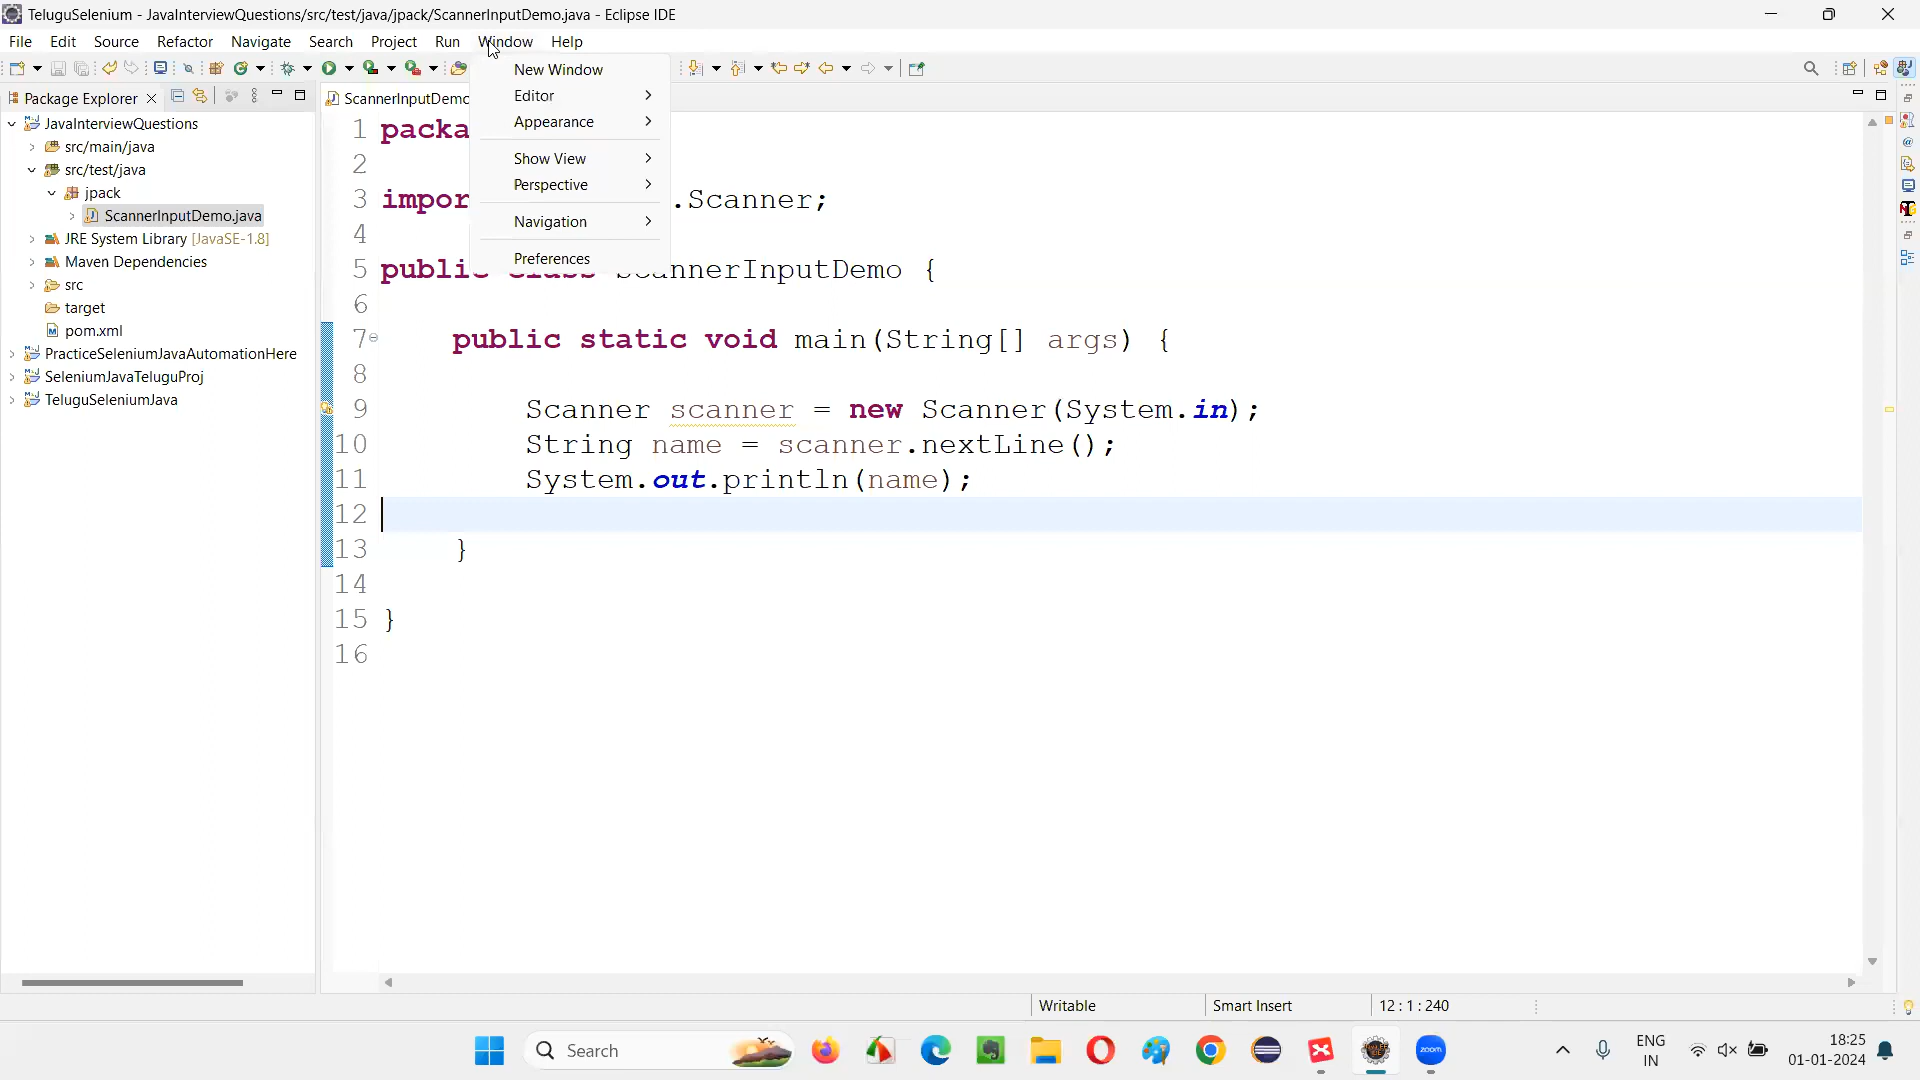 TeluguSelenium - JavaInterviewQuestions/src/test/java/jpack/ScannerInputDemo.java - Eclipse IDE
File Edit Source Refactor Navigate Search Project Run Window Help
New Window
Editor
Appearance
Show View
Perspective
Navigation
Preferences
Package Explorer
JavaInterviewQuestions
src/main/java
src/test/java
jpack
ScannerInputDemo.java
JRE System Library [JavaSE-1.8]
Maven Dependencies
src
target
pom.xml
PracticeSeleniumJavaAutomationHere
SeleniumJavaTeluguProj
TeluguSeleniumJava
ScannerInputDemo
1 packa
2
3 impor .Scanner;
4
5 public class ScannerInputDemo {
6
7 public static void main(String[] args) {
8
9 Scanner scanner = new Scanner(System.in);
10 String name = scanner.nextLine();
11 System.out.println(name);
12
13 }
14
15 }
16
Writable Smart Insert 12 : 1 : 240
Search
zoom
ENG
IN
18:25
01-01-2024